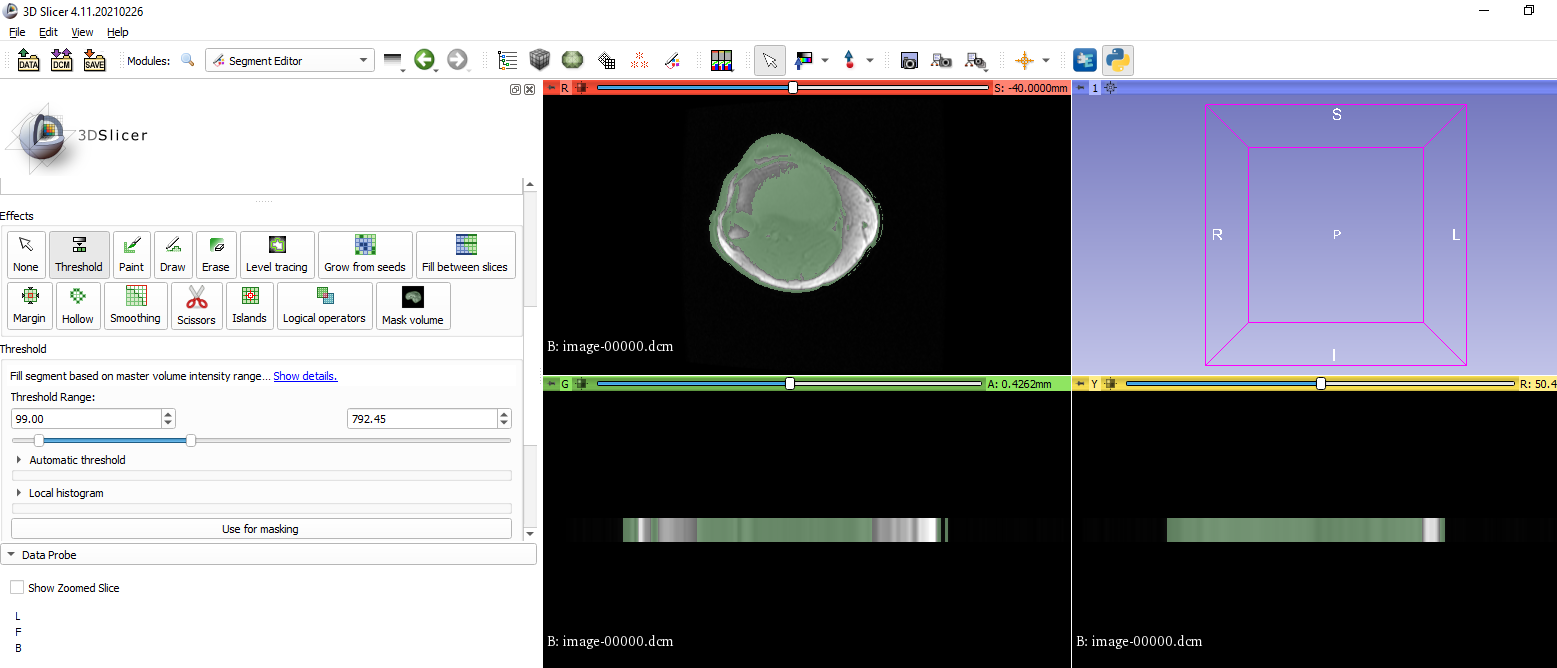 3D Slicer 4.11.20210226
File Edit View Help
DATA DCM SAVE Modules: Segment Editor
R S: -40.0000mm
1
3DSlicer
Effects
None Threshold Paint Draw Erase Level tracing Grow from seeds Fill between slices
Margin Hollow Smoothing Scissors Islands Logical operators Mask volume
Threshold
Fill segment based on master volume intensity range... Show details.
Threshold Range:
99.00 792.45
Automatic threshold
Local histogram
Use for masking
Data Probe
Show Zoomed Slice
L
F
B
B: image-00000.dcm
S
R P L
I
G A: 0.4262mm
Y R: 50.4
B: image-00000.dcm
B: image-00000.dcm